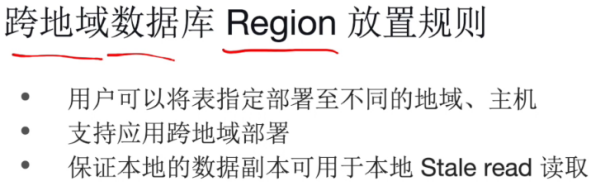 跨地域数据库 Region 放置规则
• 用户可以将表指定部署至不同的地域、主机
• 支持应用跨地域部署
• 保证本地的数据副本可用于本地 Stale read 读取